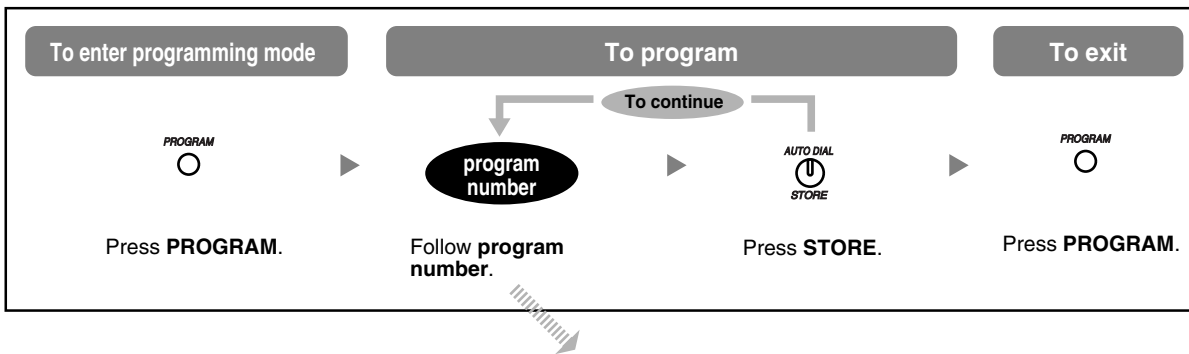 To enter programming mode
To program
To exit
To continue
PROGRAM
program
number
AUTO DIAL
STORE
PROGRAM
Press PROGRAM.
Follow program
number.
Press STORE.
Press PROGRAM.